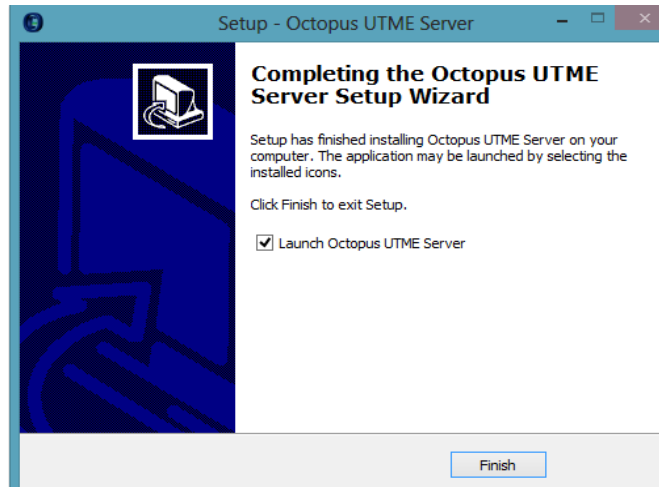 Setup - Octopus UTME Server
Completing the Octopus UTME
Server Setup Wizard
Setup has finished installing Octopus UTME Server on your
computer. The application may be launched by selecting the
installed icons.
Click Finish to exit Setup.
Launch Octopus UTME Server
Finish